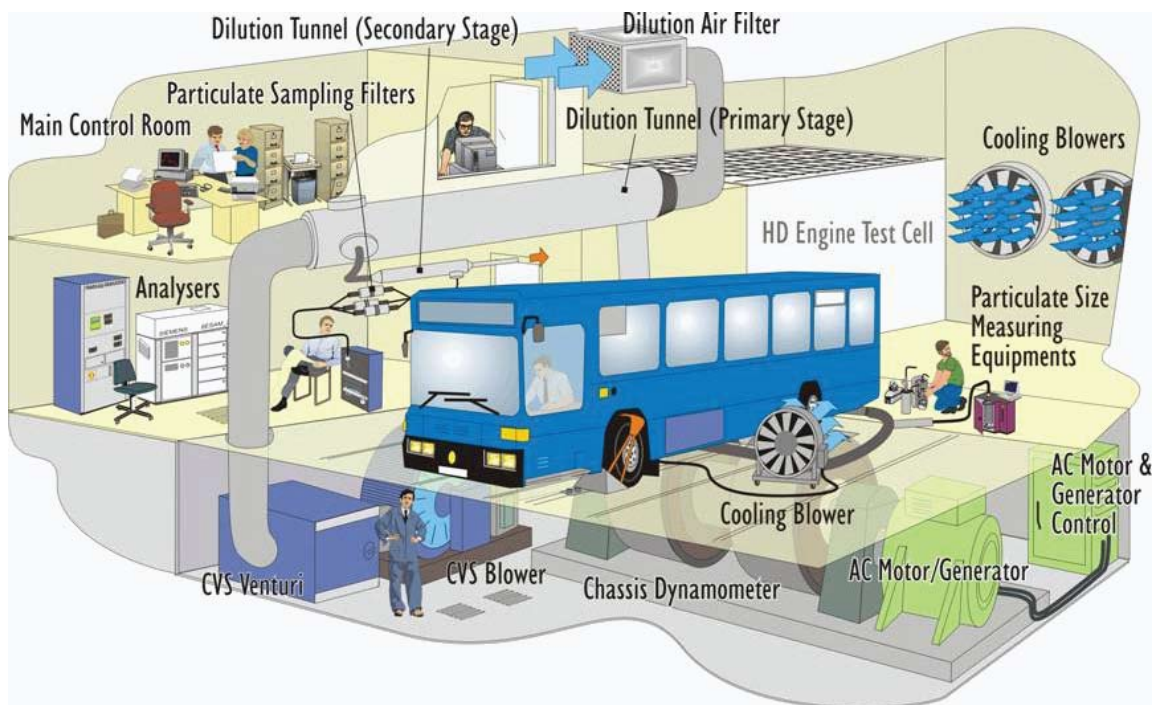 Dilution Tunnel (Secondary Stage)
Dilution Air Filter
Particulate Sampling Filters
Main Control Room
Dilution Tunnel (Primary Stage)
Cooling Blowers
HD Engine Test Cell
Analysers
SIEMENS
SESAM
Particulate Size
Measuring
Equipments
AC Motor &
Generator
Control
Cooling Blower
CVS Venturi
CVS Blower
Chassis Dynamometer
AC Motor/Generator